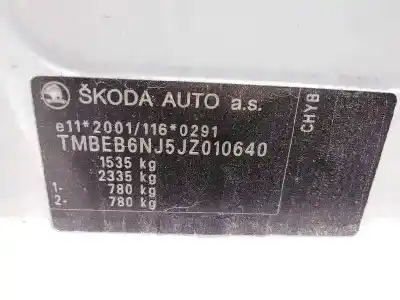 ŠKODA AUTO a.s.
e11*2001/116*0291
TMBEB6NJ5JZ010640
1535 kg
2335 kg
1- 780 kg
2- 780 kg
CHYB